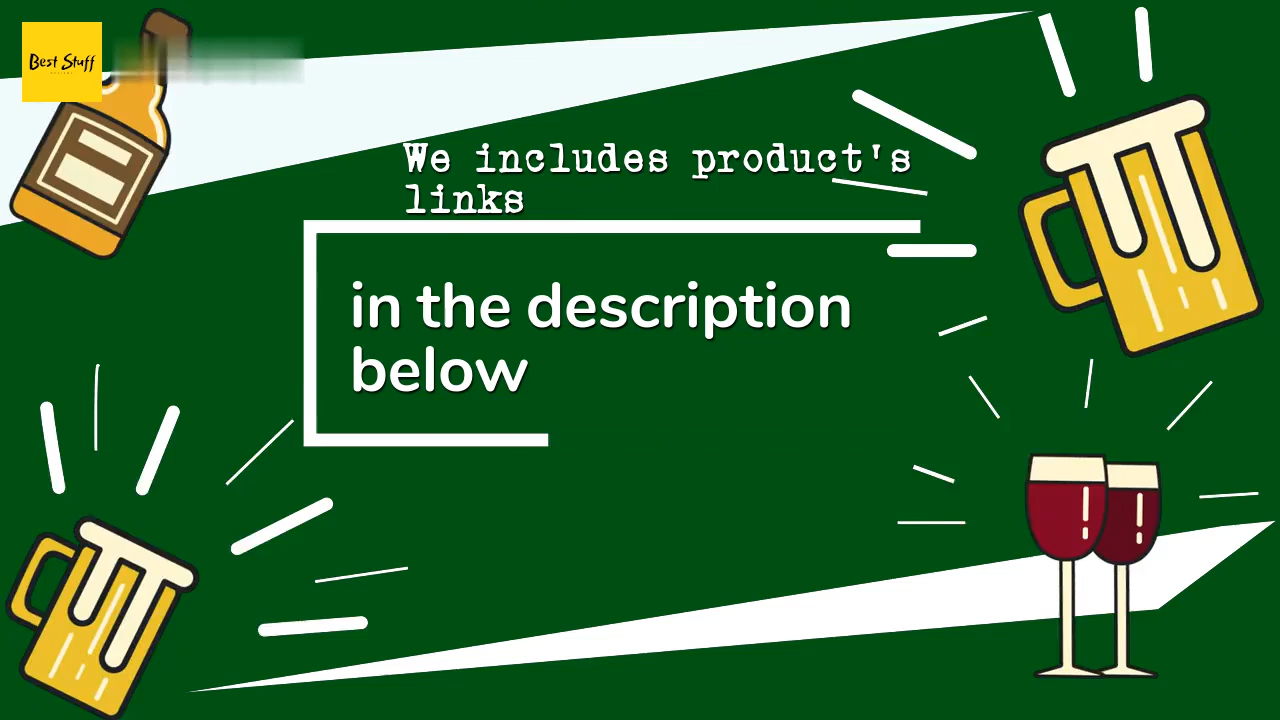 Best Stuff
We includes product's
links
in the description
below